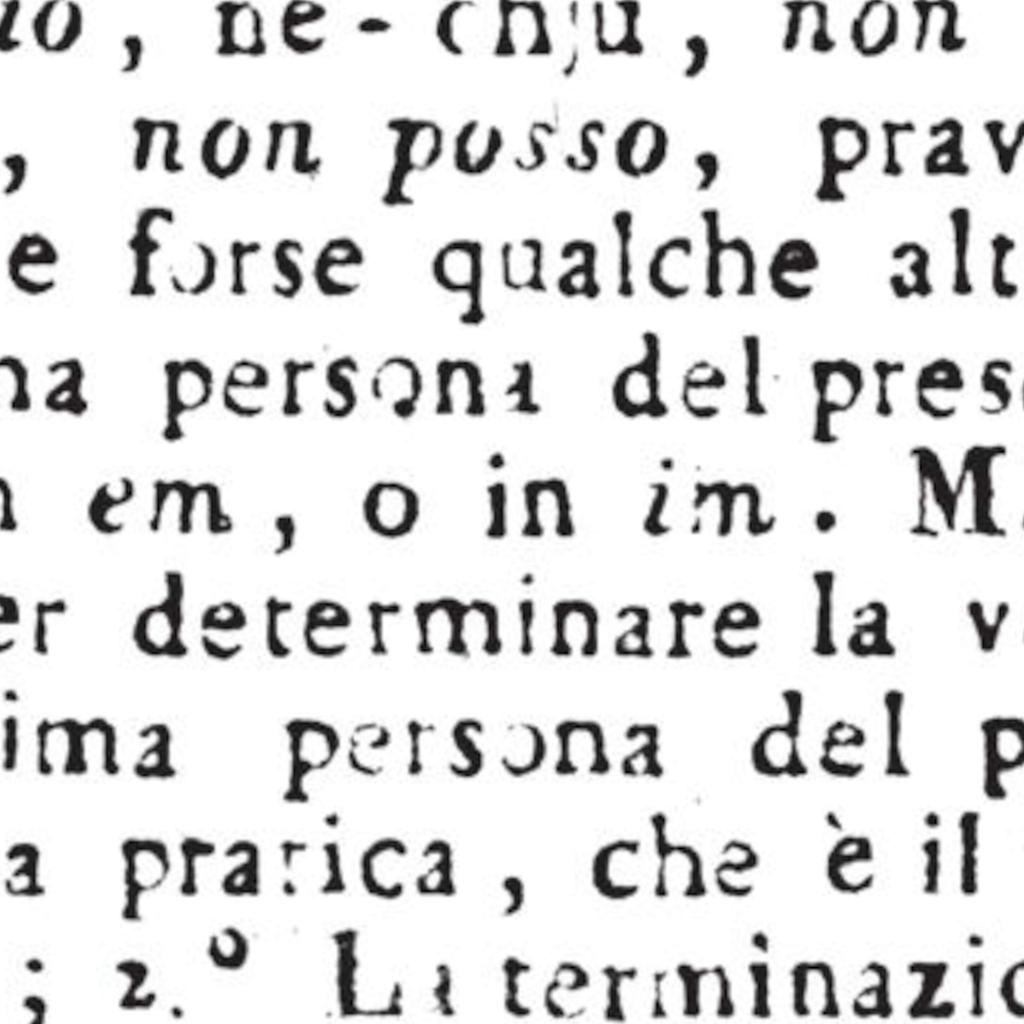 io, ne-chju, non
, non posso, prav
e forse qualche alt
na persona del pres
em, o in im. M
er determinare la v
ima persona del p
a pratica, che è il
; 2.º La terminazio